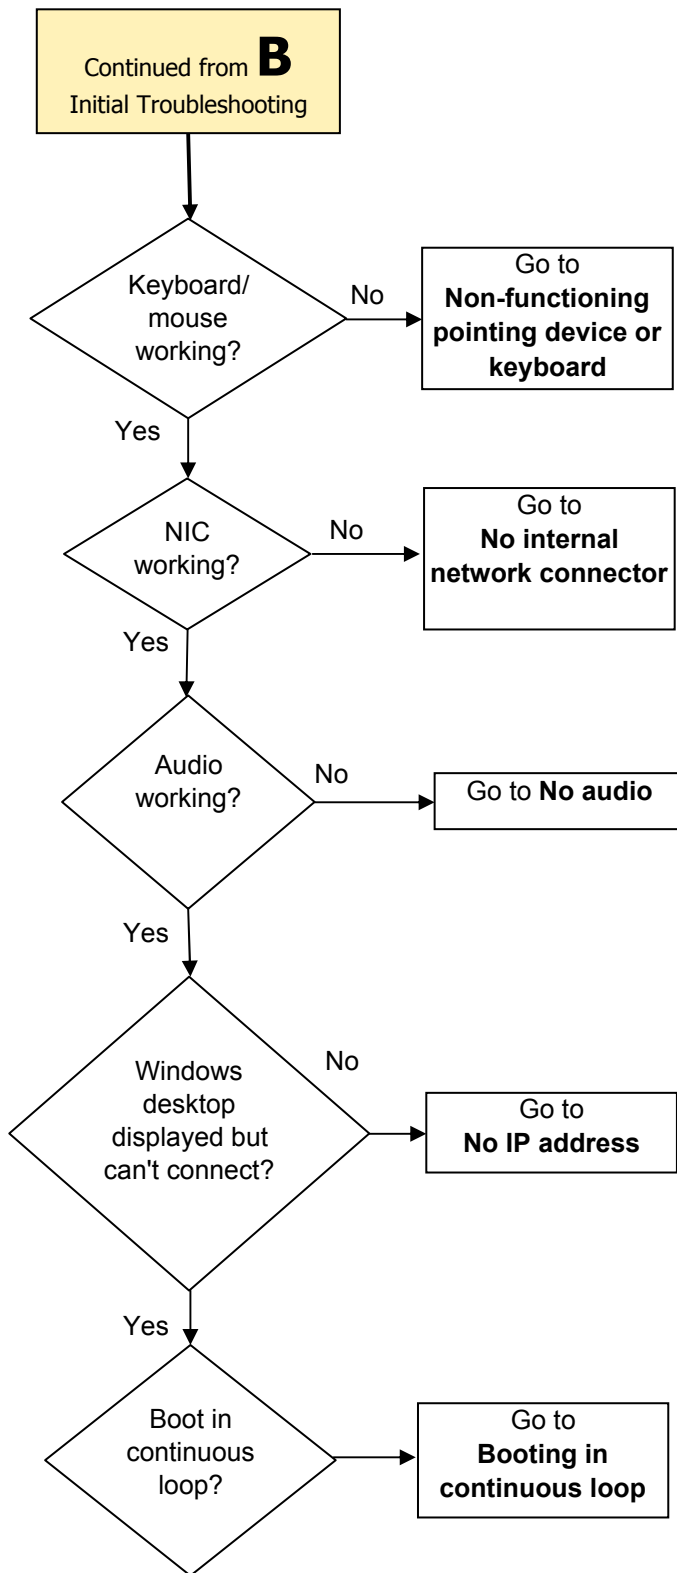 Continued from B
Initial Troubleshooting
Keyboard/
mouse
working?
No
Go to
Non-functioning
pointing device or
keyboard
Yes
NIC
working?
No
Go to
No internal
network connector
Yes
Audio
working?
No
Go to No audio
Yes
Windows
desktop
displayed but
can't connect?
No
Go to
No IP address
Yes
Boot in
continuous
loop?
Go to
Booting in
continuous loop